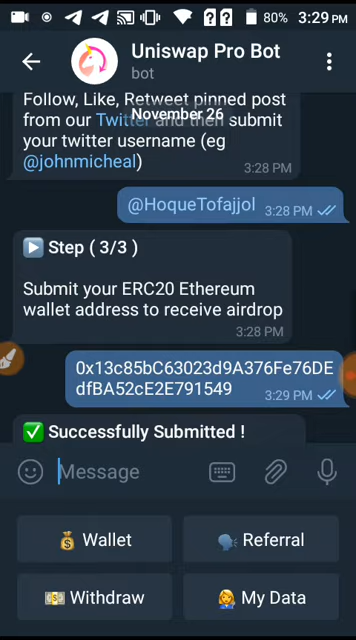 80% 3:29 PM
Uniswap Pro Bot
bot
Follow, Like, Retweet pinned post
from our Twitter and then submit
November 26
your twitter username (eg
@johnmicheal)
3:28 PM
@HoqueTofajjol 3:28 PM
Step ( 3/3 )
Submit your ERC20 Ethereum
wallet address to receive airdrop
3:28 PM
0x13c85bC63023d9A376Fe76DE
dfBA52cE2E791549 3:29 PM
Successfully Submitted !
Message
Wallet
Referral
Withdraw
My Data